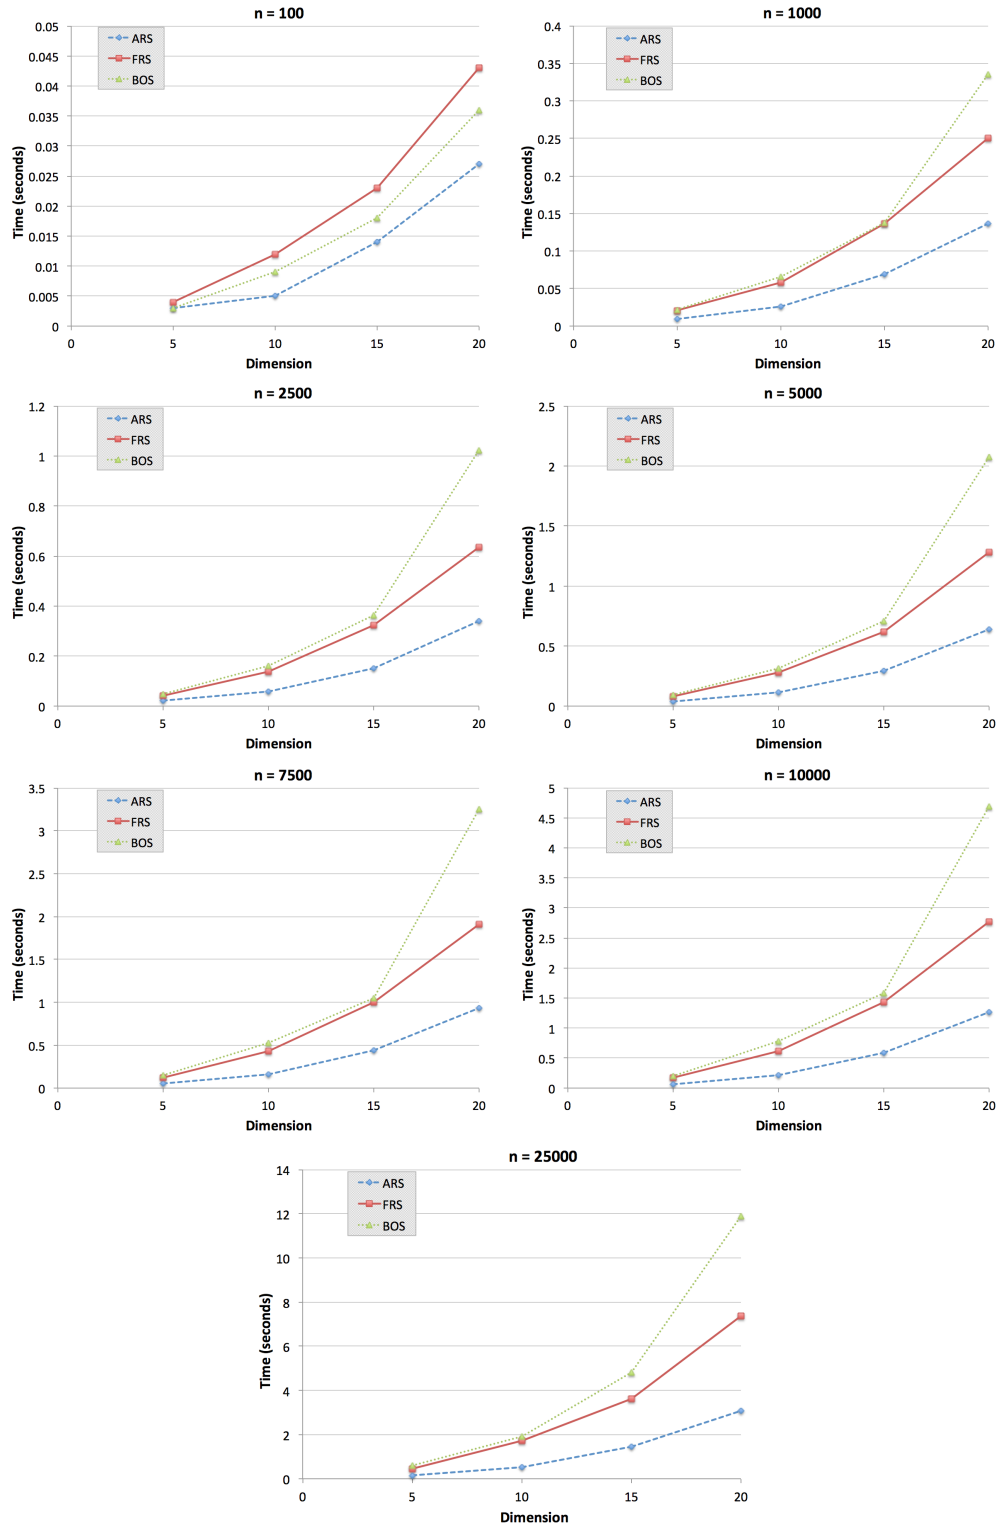 n = 100
0.05
0.045
0.04
0.035
0.03
0.025
0.02
0.015
0.01
0.005
0
Time (seconds)
ARS
FRS
BOS
0 5 10 15 20
Dimension
n = 1000
0.4
0.35
0.3
0.25
0.2
0.15
0.1
0.05
0
Time (seconds)
ARS
FRS
BOS
0 5 10 15 20
Dimension
n = 2500
1.2
1
0.8
0.6
0.4
0.2
0
Time (seconds)
ARS
FRS
BOS
0 5 10 15 20
Dimension
n = 5000
2.5
2
1.5
1
0.5
0
Time (seconds)
ARS
FRS
BOS
0 5 10 15 20
Dimension
n = 7500
3.5
3
2.5
2
1.5
1
0.5
0
Time (seconds)
ARS
FRS
BOS
0 5 10 15 20
Dimension
n = 10000
5
4.5
4
3.5
3
2.5
2
1.5
1
0.5
0
Time (seconds)
ARS
FRS
BOS
0 5 10 15 20
Dimension
n = 25000
14
12
10
8
6
4
2
0
Time (seconds)
ARS
FRS
BOS
0 5 10 15 20
Dimension